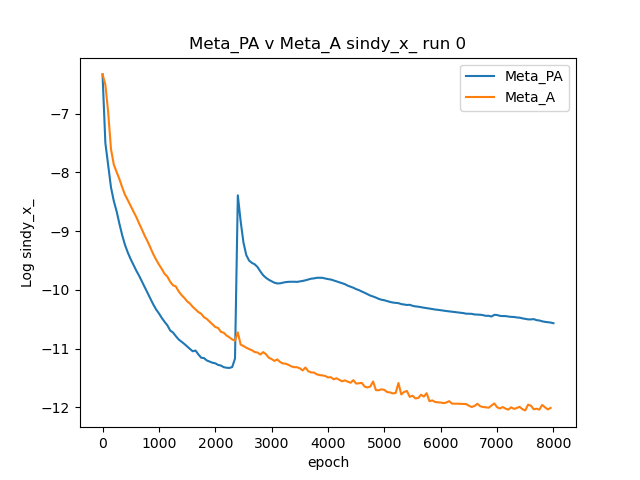 Meta_PA v Meta_A sindy_x_ run 0
Meta_PA
Meta_A
Log sindy_x_
−7
−8
−9
−10
−11
−12
0 1000 2000 3000 4000 5000 6000 7000 8000
epoch